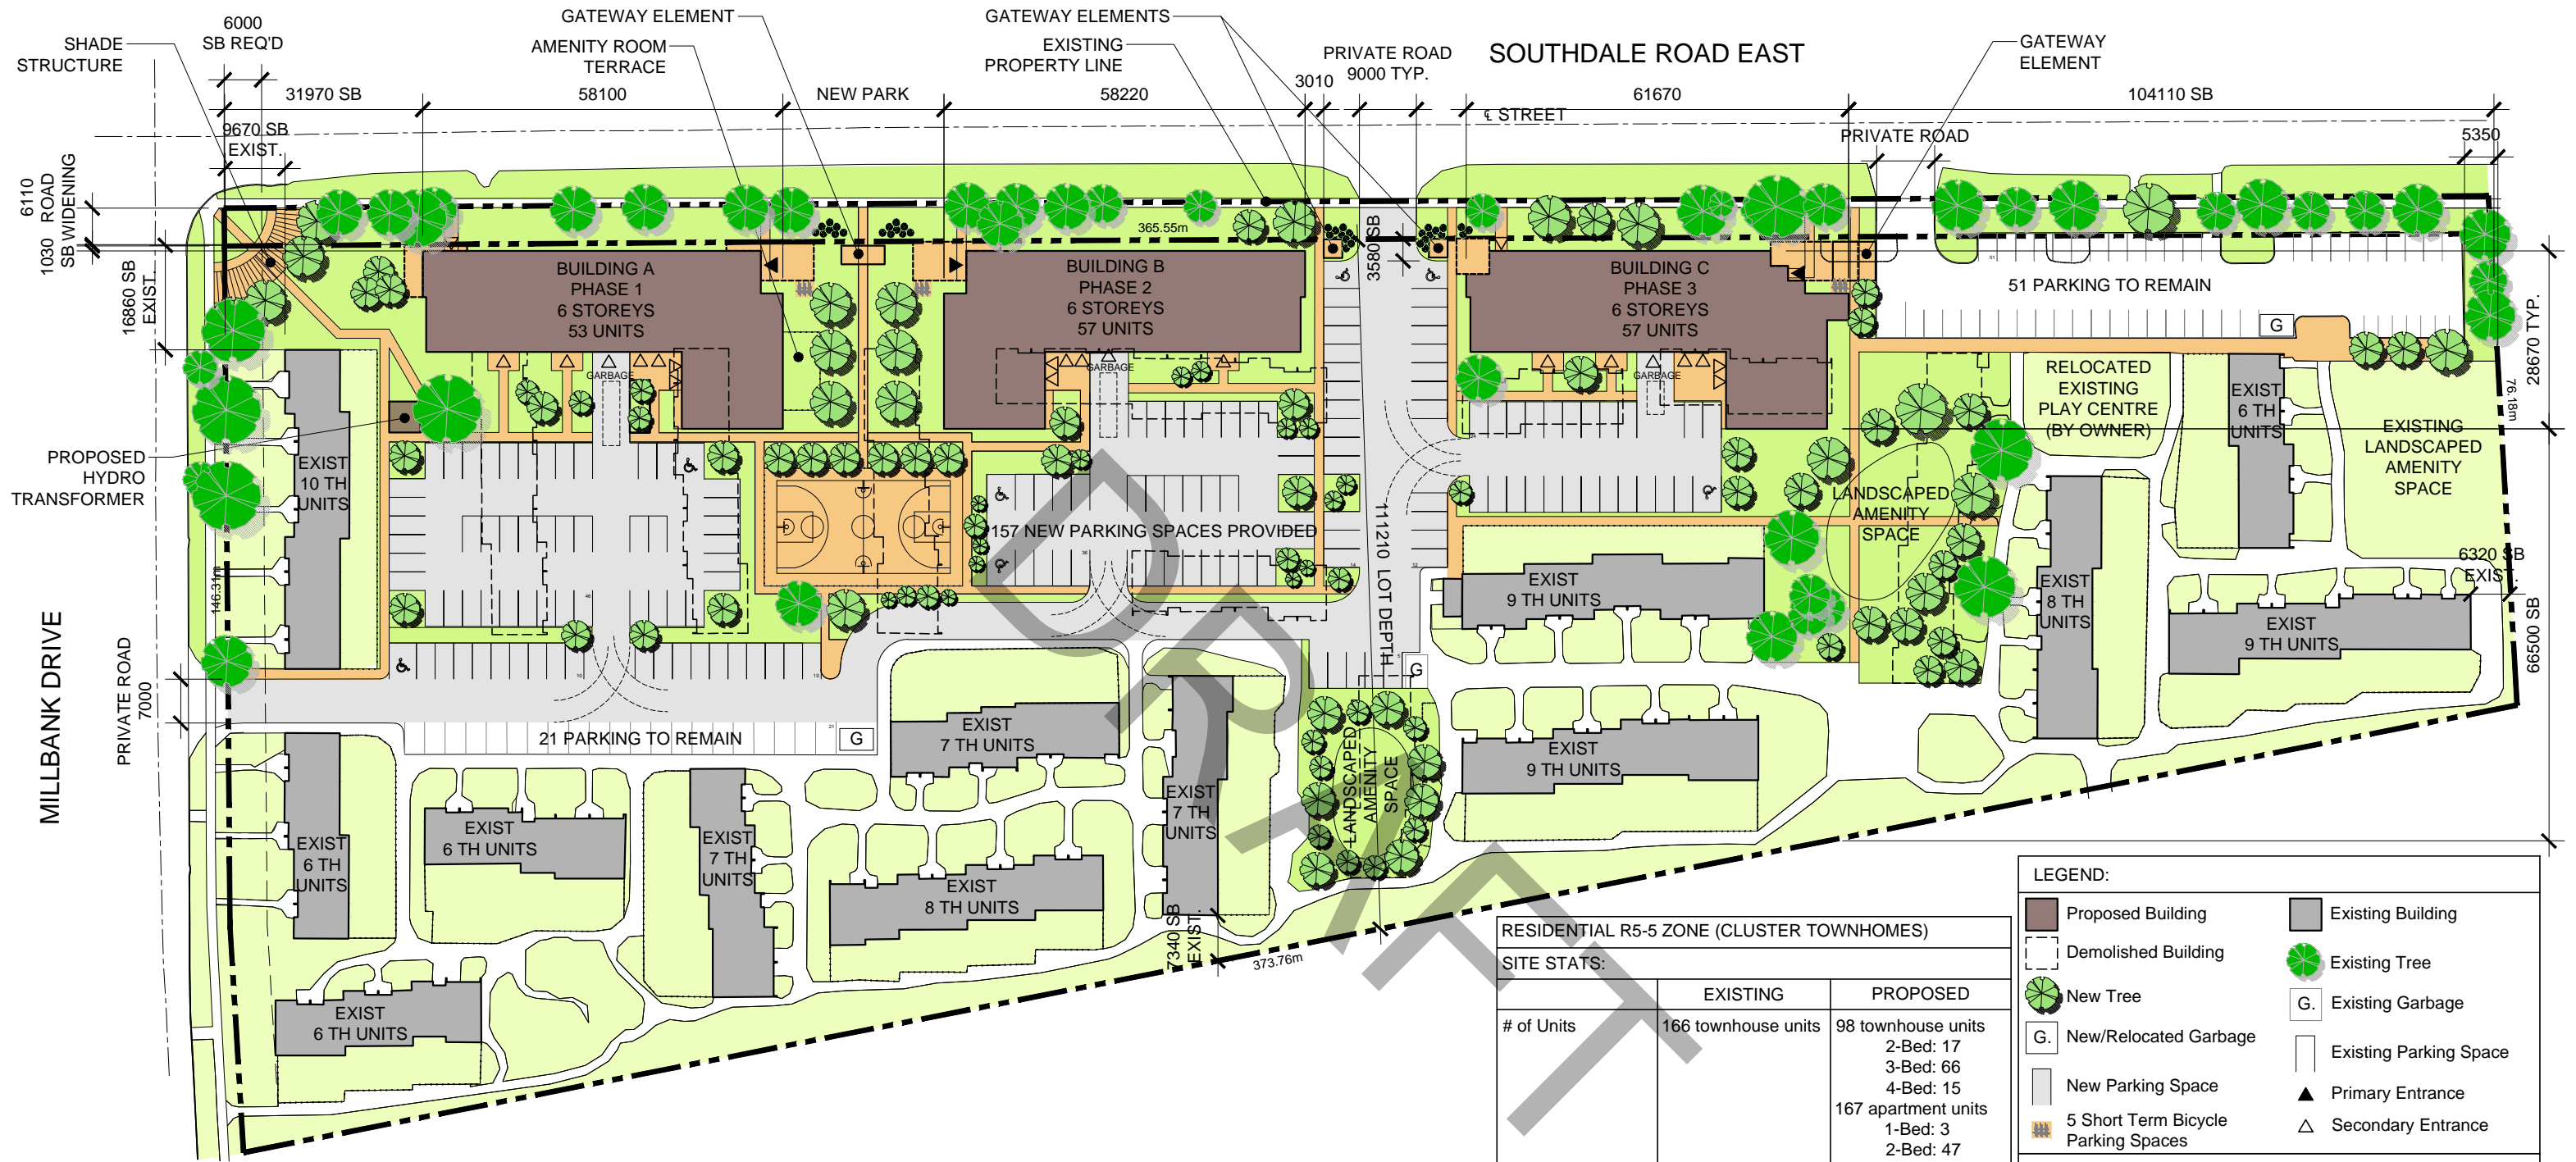 6000
SB REQ'D
GATEWAY ELEMENT
GATEWAY ELEMENTS
SHADE
STRUCTURE
AMENITY ROOM
TERRACE
EXISTING
PROPERTY LINE
PRIVATE ROAD
9000 TYP.
SOUTHDALE ROAD EAST
GATEWAY
ELEMENT
31970 SB
58100
NEW PARK
58220
3010
61670
104110 SB
9670 SB
EXIST.
℄ STREET
PRIVATE ROAD
5350
6110
ROAD
WIDENING
1030
SB
16860 SB
EXIST.
365.55m
3580 SB
BUILDING A
PHASE 1
6 STOREYS
53 UNITS
BUILDING B
PHASE 2
6 STOREYS
57 UNITS
BUILDING C
PHASE 3
6 STOREYS
57 UNITS
51
51 PARKING TO REMAIN
G
28670 TYP.
76.18m
GARBAGE
GARBAGE
GARBAGE
RELOCATED
EXISTING
PLAY CENTRE
(BY OWNER)
EXIST
6 TH
UNITS
EXISTING
LANDSCAPED
AMENITY
SPACE
PROPOSED
HYDRO
TRANSFORMER
EXIST
10 TH
UNITS
157 NEW PARKING SPACES PROVIDED
111210 LOT DEPTH
LANDSCAPED
AMENITY
SPACE
146.31m
46
36
14
12
EXIST
9 TH UNITS
EXIST
8 TH
UNITS
6320 SB
EXIST.
EXIST
9 TH UNITS
66500 SB
MILLBANK DRIVE
PRIVATE ROAD
7000
10
10
21
21 PARKING TO REMAIN
G
G
EXIST
7 TH UNITS
EXIST
7 TH
UNITS
LANDSCAPED
AMENITY
SPACE
EXIST
9 TH UNITS
EXIST
6 TH
UNITS
EXIST
6 TH UNITS
EXIST
7 TH
UNITS
EXIST
8 TH UNITS
7340 SB
EXIST.
373.76m
EXIST
6 TH UNITS
DRAFT
RESIDENTIAL R5-5 ZONE (CLUSTER TOWNHOMES)
SITE STATS:
EXISTING
PROPOSED
# of Units
166 townhouse units
98 townhouse units
2-Bed: 17
3-Bed: 66
4-Bed: 15
167 apartment units
1-Bed: 3
2-Bed: 47
LEGEND:
Proposed Building
Existing Building
Demolished Building
Existing Tree
New Tree
G. Existing Garbage
G. New/Relocated Garbage
Existing Parking Space
New Parking Space
Primary Entrance
5 Short Term Bicycle
Parking Spaces
Secondary Entrance